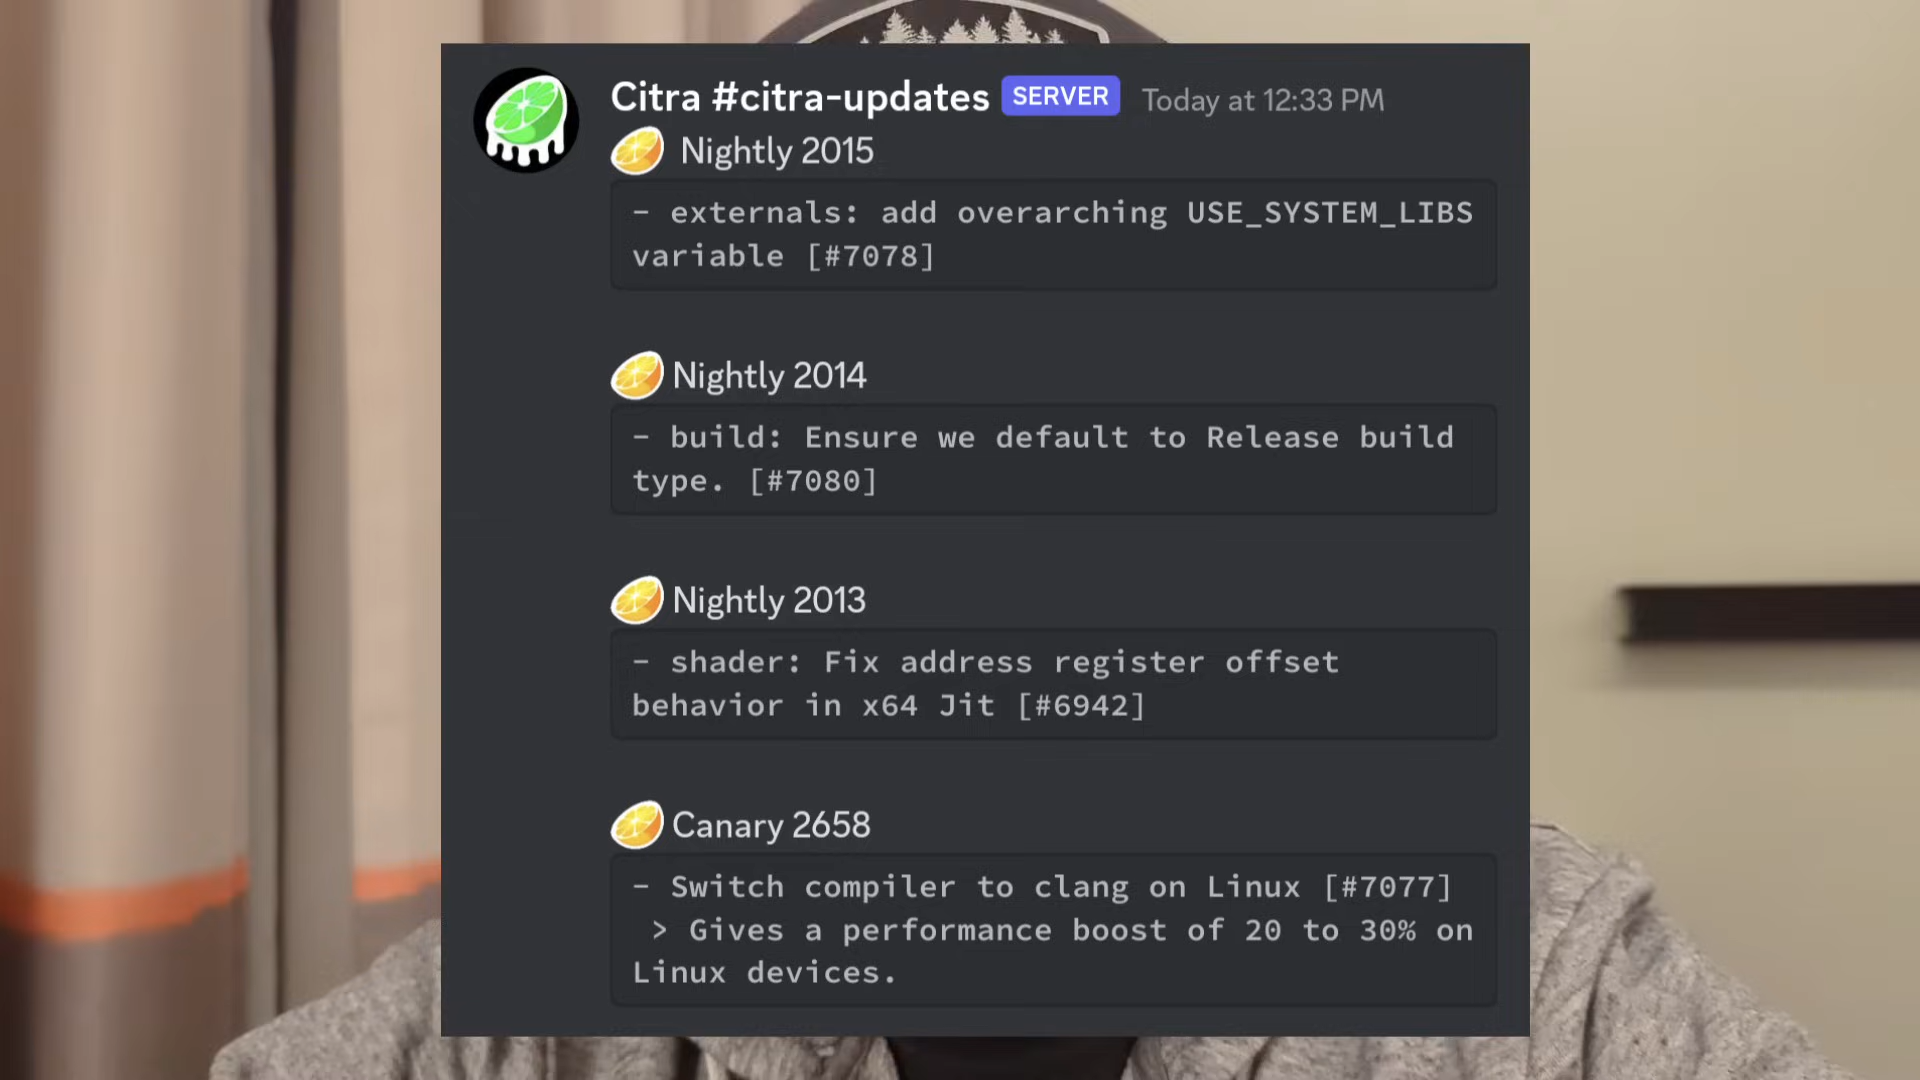 Citra #citra-updates SERVER Today at 12:33 PM
Nightly 2015
- externals: add overarching USE_SYSTEM_LIBS
variable [#7078]
Nightly 2014
- build: Ensure we default to Release build
type. [#7080]
Nightly 2013
- shader: Fix address register offset
behavior in x64 Jit [#6942]
Canary 2658
- Switch compiler to clang on Linux [#7077]
> Gives a performance boost of 20 to 30% on
Linux devices.